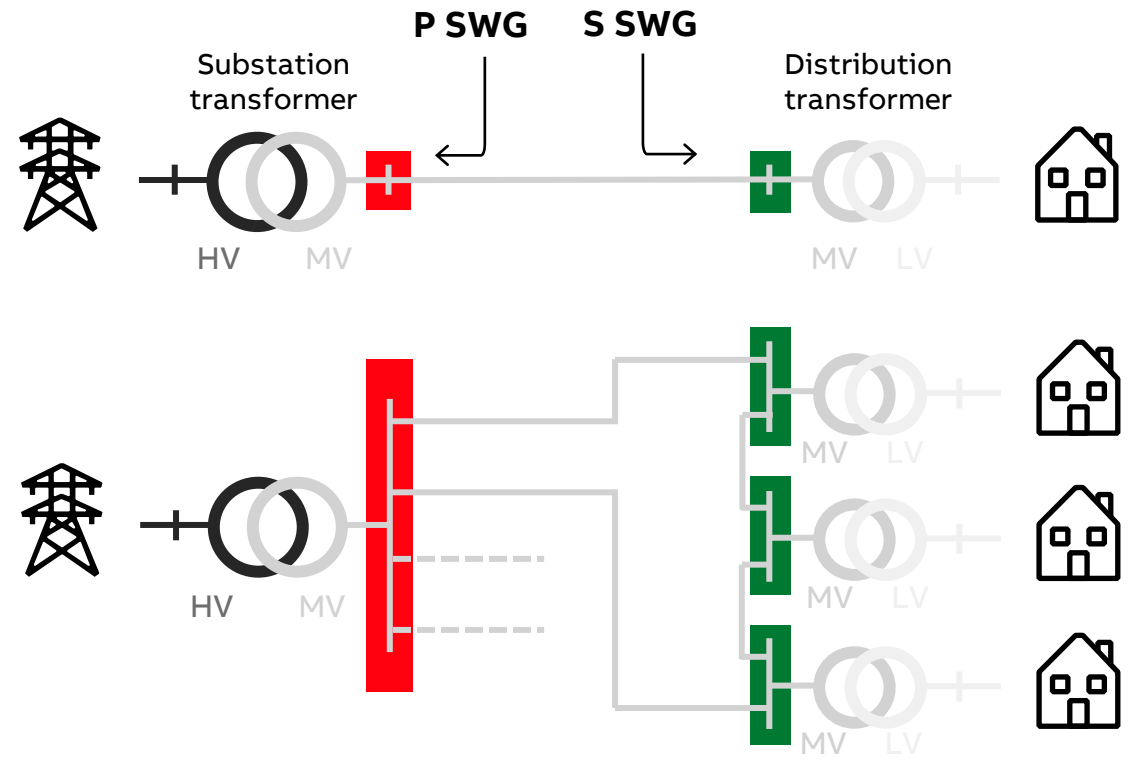 P SWG
S SWG
Substation
transformer
Distribution
transformer
HV
MV
MV
LV
MV
LV
MV
LV
HV
MV
MV
LV